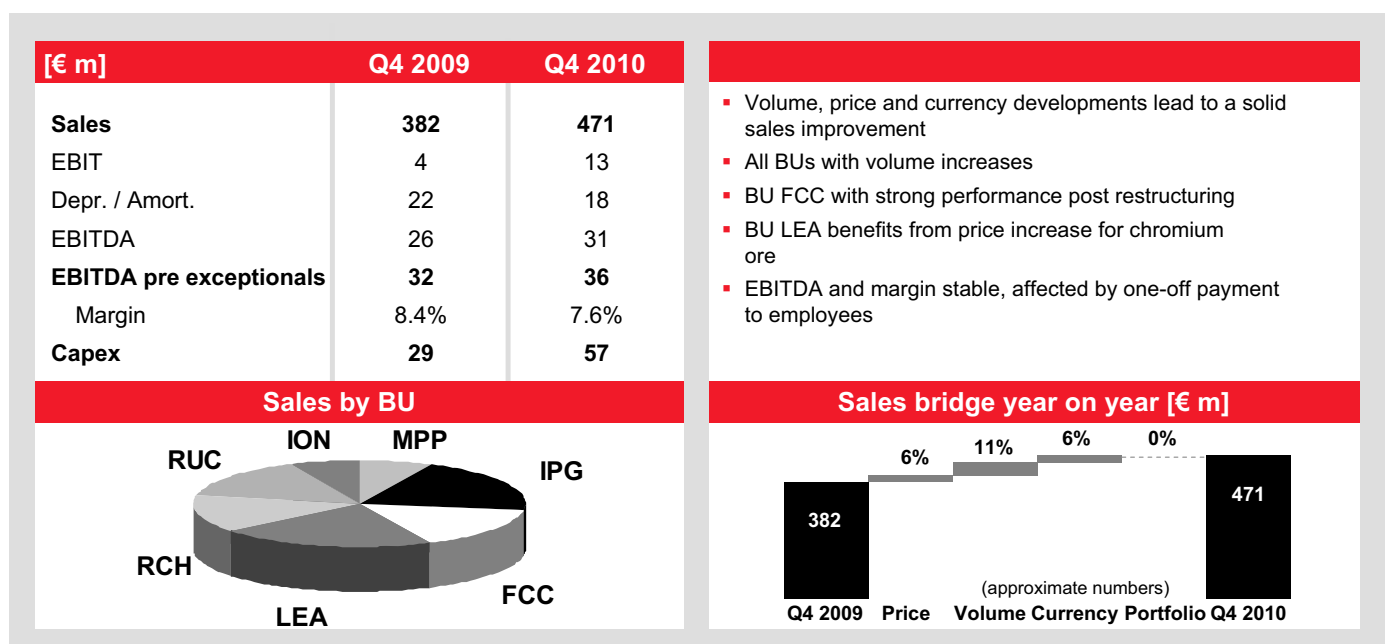 [€ m] Q4 2009 Q4 2010
Sales 382 471
EBIT 4 13
Depr. / Amort. 22 18
EBITDA 26 31
EBITDA pre exceptionals 32 36
Margin 8.4% 7.6%
Capex 29 57
▪ Volume, price and currency developments lead to a solid
sales improvement
▪ All BUs with volume increases
▪ BU FCC with strong performance post restructuring
▪ BU LEA benefits from price increase for chromium
ore
▪ EBITDA and margin stable, affected by one-off payment
to employees
Sales by BU
ION MPP
RUC IPG
RCH FCC
LEA
Sales bridge year on year [€ m]
6% 11% 6% 0%
382 471
(approximate numbers)
Q4 2009 Price Volume Currency Portfolio Q4 2010